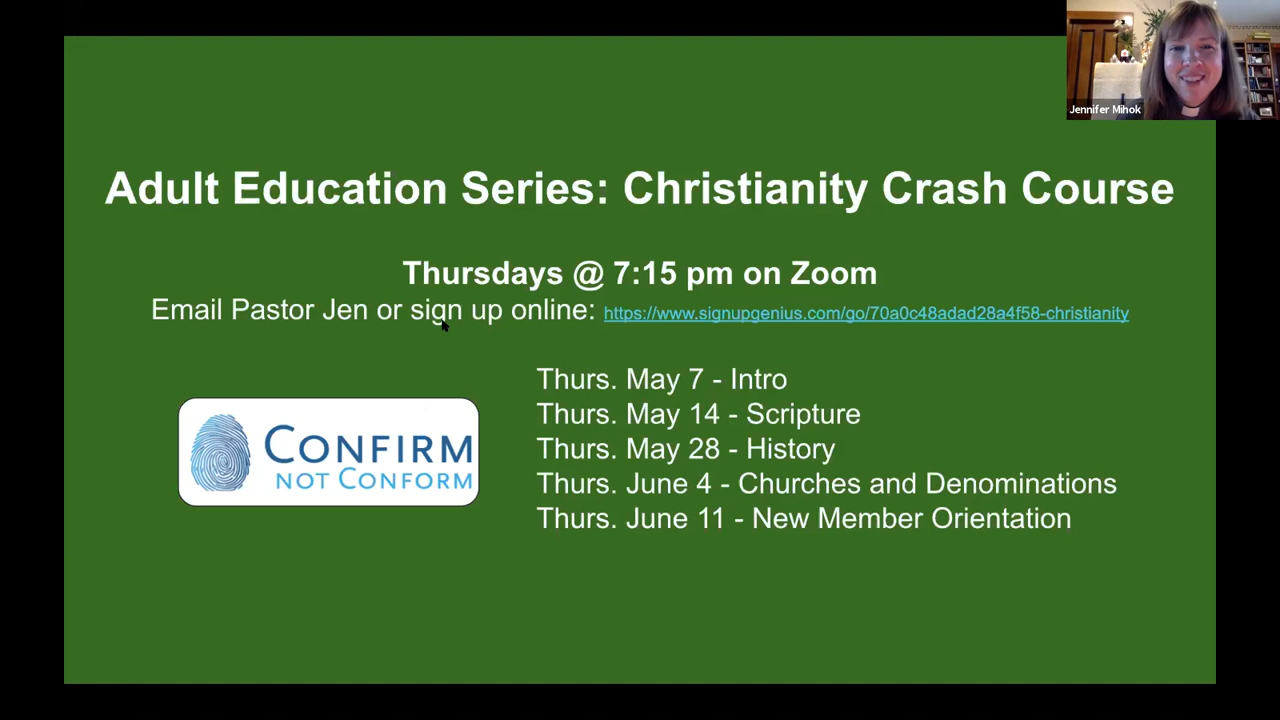 Jennifer Mihok
Adult Education Series: Christianity Crash Course
Thursdays @ 7:15 pm on Zoom
Email Pastor Jen or sign up online: https://www.signupgenius.com/go/70a0c48adad28a4f58-christianity
Thurs. May 7 - Intro
Thurs. May 14 - Scripture
Thurs. May 28 - History
Thurs. June 4 - Churches and Denominations
Thurs. June 11 - New Member Orientation
CONFIRM
NOT CONFORM